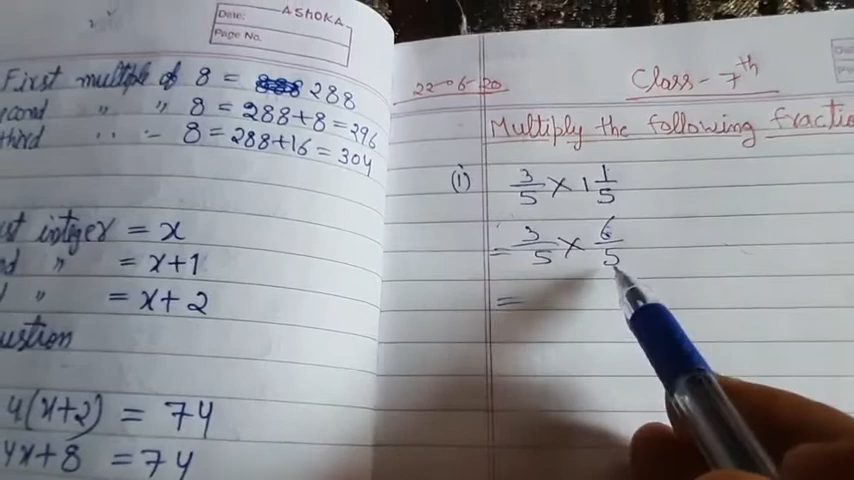 Date:
ASHOKA
Page No.
First multiple of 8 = 288
" " 8 = 288+8 = 296
third " " 8 = 288+16 = 304
integer = x
" = x+1
" = x+2
4(x+2) = 74
4x+8 = 74
22-06-20
Class - 7th
Multiply the following
(i) 3/5 × 1 1/5
= 3/5 × 6/5
=